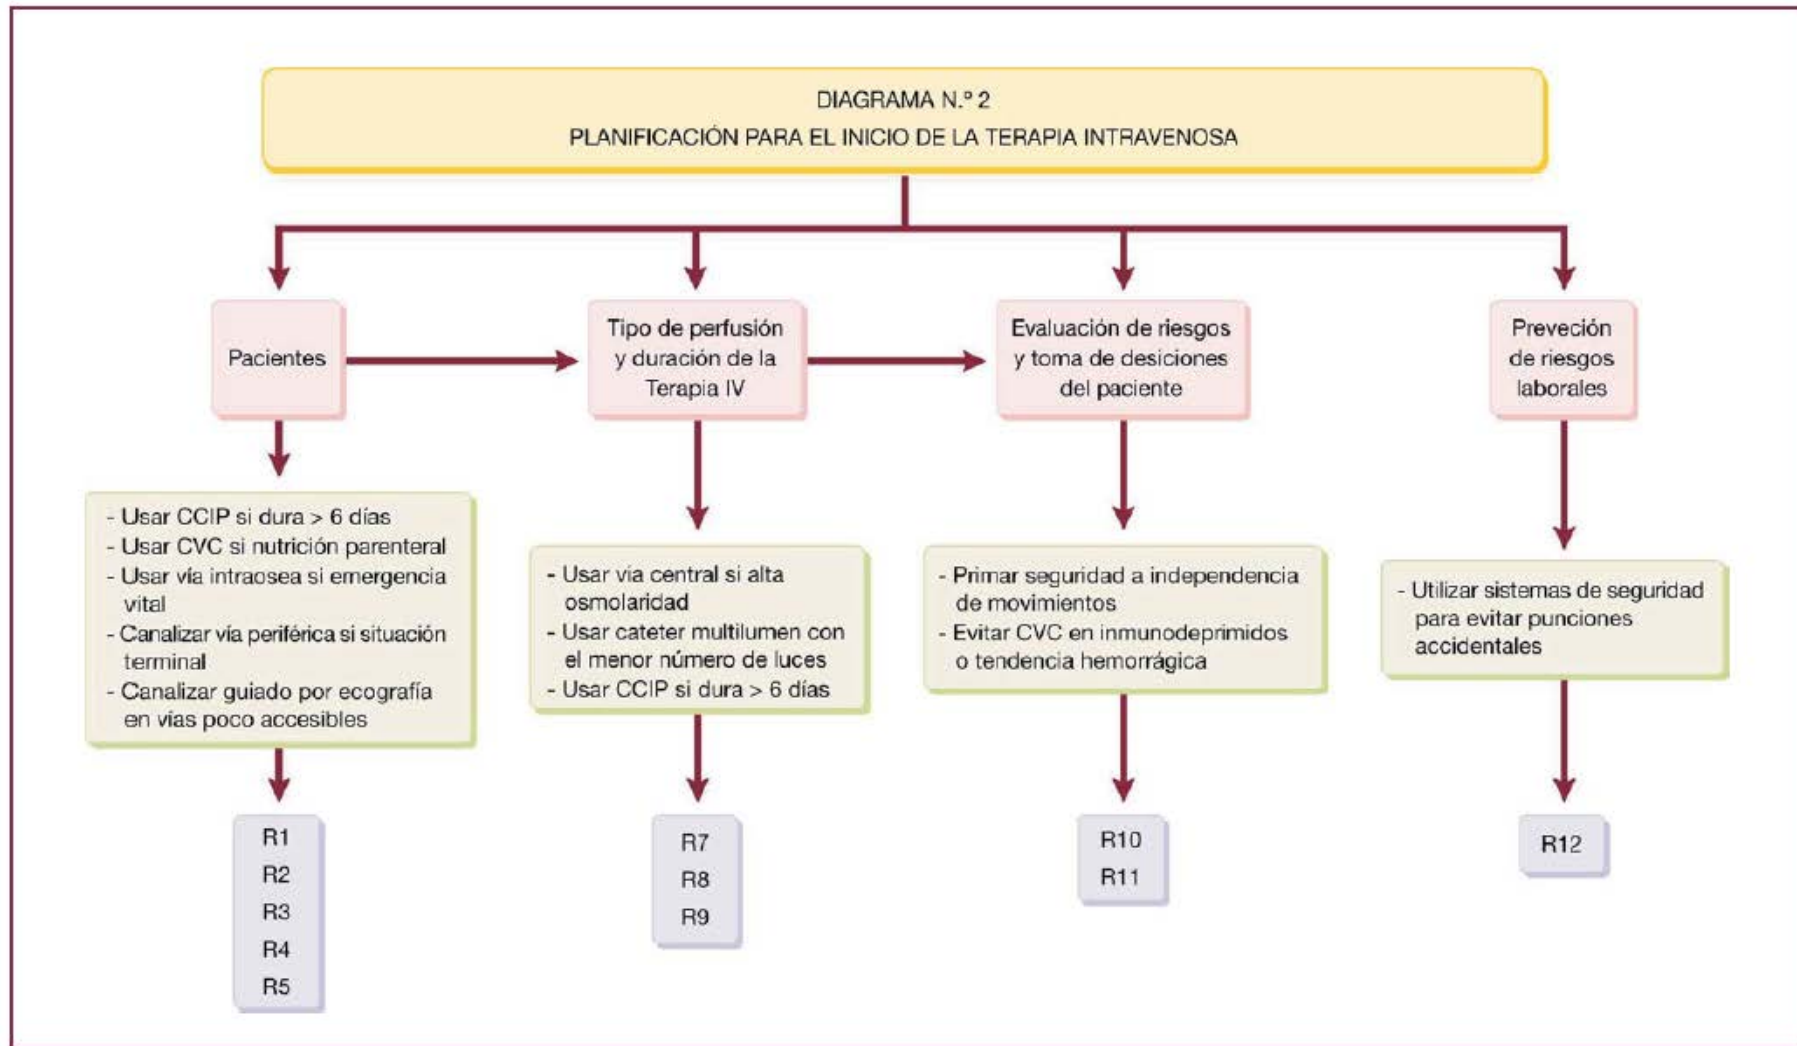 DIAGRAMA N.º 2
PLANIFICACIÓN PARA EL INICIO DE LA TERAPIA INTRAVENOSA
Pacientes
Tipo de perfusión
y duración de la
Terapia IV
Evaluación de riesgos
y toma de desiciones
del paciente
Preveción
de riesgos
laborales
- Usar CCIP si dura > 6 días
- Usar CVC si nutrición parenteral
- Usar vía intraosea si emergencia
vital
- Canalizar vía periférica si situación
terminal
- Canalizar guiado por ecografía
en vías poco accesibles
- Usar via central si alta
osmolaridad
- Usar cateter multilumen con
el menor número de luces
- Usar CCIP si dura > 6 días
- Primar seguridad a independencia
de movimientos
- Evitar CVC en inmunodeprimidos
o tendencia hemorrágica
- Utilizar sistemas de seguridad
para evitar punciones
accidentales
R1
R2
R3
R4
R5
R7
R8
R9
R10
R11
R12